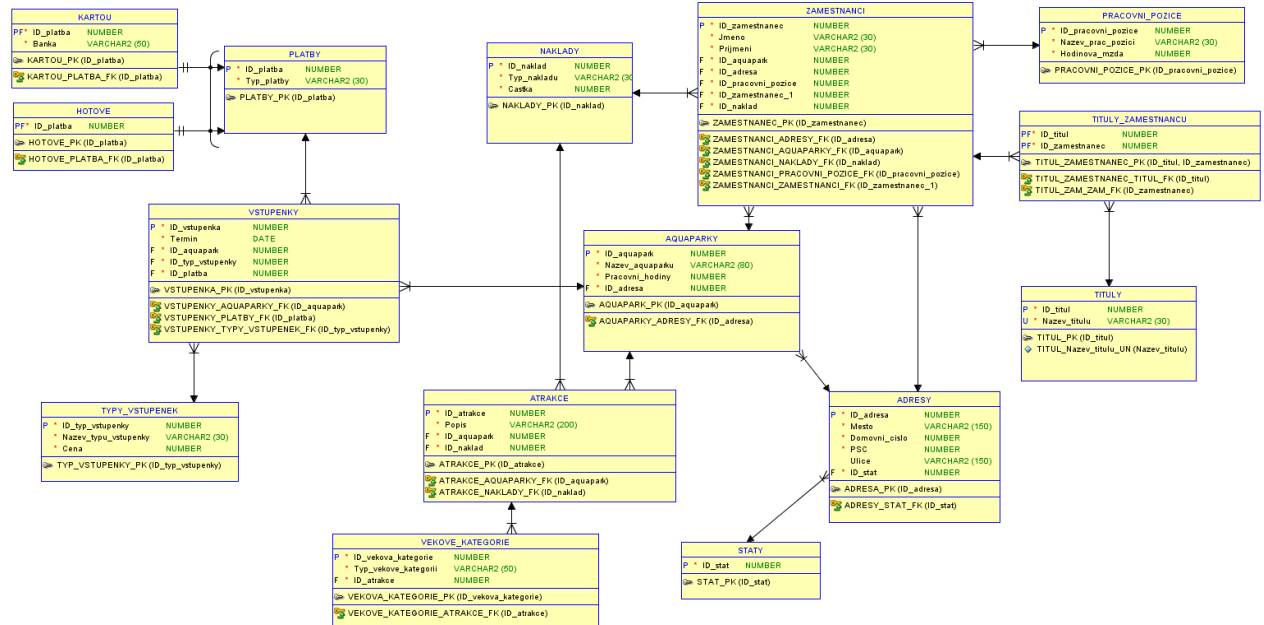 KARTOU
PF* ID_platba NUMBER
* Banka VARCHAR2 (50)
KARTOU_PK (ID_platba)
KARTOU_PLATBA_FK (ID_platba)
HOTOVE
PF* ID_platba NUMBER
HOTOVE_PK (ID_platba)
HOTOVE_PLATBA_FK (ID_platba)
PLATBY
P * ID_platba NUMBER
* Typ_platby VARCHAR2 (30)
PLATBY_PK (ID_platba)
NAKLADY
P * ID_naklad NUMBER
* Typ_nakladu VARCHAR2 (30
* Castka NUMBER
NAKLADY_PK (ID_naklad)
ZAMESTNANCI
P * ID_zamestnanec NUMBER
* Jmeno VARCHAR2 (30)
* Prijmeni VARCHAR2 (30)
F * ID_aquapark NUMBER
F * ID_adresa NUMBER
F * ID_pracovni_pozice NUMBER
F * ID_zamestnanec_1 NUMBER
F * ID_naklad NUMBER
ZAMESTNANEC_PK (ID_zamestnanec)
ZAMESTNANCI_ADRESY_FK (ID_adresa)
ZAMESTNANCI_AQUAPARKY_FK (ID_aquapark)
ZAMESTNANCI_NAKLADY_FK (ID_naklad)
ZAMESTNANCI_PRACOVNI_POZICE_FK (ID_pracovni_pozice)
ZAMESTNANCI_ZAMESTNANCI_FK (ID_zamestnanec_1)
PRACOVNI_POZICE
P * ID_pracovni_pozice NUMBER
* Nazev_prac_pozici VARCHAR2 (30)
* Hodinova_mzda NUMBER
PRACOVNI_POZICE_PK (ID_pracovni_pozice)
TITULY_ZAMESTNANCU
PF* ID_titul NUMBER
PF* ID_zamestnanec NUMBER
TITUL_ZAMESTNANEC_PK (ID_titul, ID_zamestnanec)
TITUL_ZAMESTNANEC_TITUL_FK (ID_titul)
TITUL_ZAM_ZAM_FK (ID_zamestnanec)
VSTUPENKY
P * ID_vstupenka NUMBER
* Termin DATE
F * ID_aquapark NUMBER
F * ID_typ_vstupenky NUMBER
F * ID_platba NUMBER
VSTUPENKA_PK (ID_vstupenka)
VSTUPENKY_AQUAPARKY_FK (ID_aquapark)
VSTUPENKY_PLATBY_FK (ID_platba)
VSTUPENKY_TYPY_VSTUPENEK_FK (ID_typ_vstupenky)
AQUAPARKY
P * ID_aquapark NUMBER
* Nazev_aquaparku VARCHAR2 (80)
* Pracovni_hodiny NUMBER
F * ID_adresa NUMBER
AQUAPARK_PK (ID_aquapark)
AQUAPARKY_ADRESY_FK (ID_adresa)
TITULY
P * ID_titul NUMBER
U * Nazev_titulu VARCHAR2 (30)
TITUL_PK (ID_titul)
TITUL_Nazev_titulu_UN (Nazev_titulu)
TYPY_VSTUPENEK
P * ID_typ_vstupenky NUMBER
* Nazev_typu_vstupenky VARCHAR2 (30)
* Cena NUMBER
TYP_VSTUPENKY_PK (ID_typ_vstupenky)
ATRAKCE
P * ID_atrakce NUMBER
* Popis VARCHAR2 (200)
F * ID_aquapark NUMBER
F * ID_naklad NUMBER
ATRAKCE_PK (ID_atrakce)
ATRAKCE_AQUAPARKY_FK (ID_aquapark)
ATRAKCE_NAKLADY_FK (ID_naklad)
ADRESY
P * ID_adresa NUMBER
* Mesto VARCHAR2 (150)
* Domovni_cislo NUMBER
* PSC NUMBER
Ulice VARCHAR2 (150)
F * ID_stat NUMBER
ADRESA_PK (ID_adresa)
ADRESY_STAT_FK (ID_stat)
VEKOVE_KATEGORIE
P * ID_vekova_kategorie NUMBER
* Typ_vekove_kategorii VARCHAR2 (50)
F * ID_atrakce NUMBER
VEKOVA_KATEGORIE_PK (ID_vekova_kategorie)
VEKOVE_KATEGORIE_ATRAKCE_FK (ID_atrakce)
STATY
P * ID_stat NUMBER
STAT_PK (ID_stat)